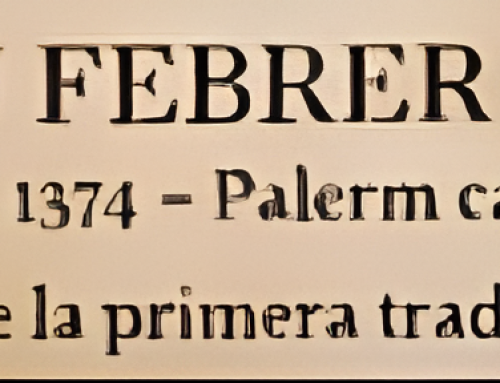 FEBRER
1374 - Palerm ca
e la primera trad